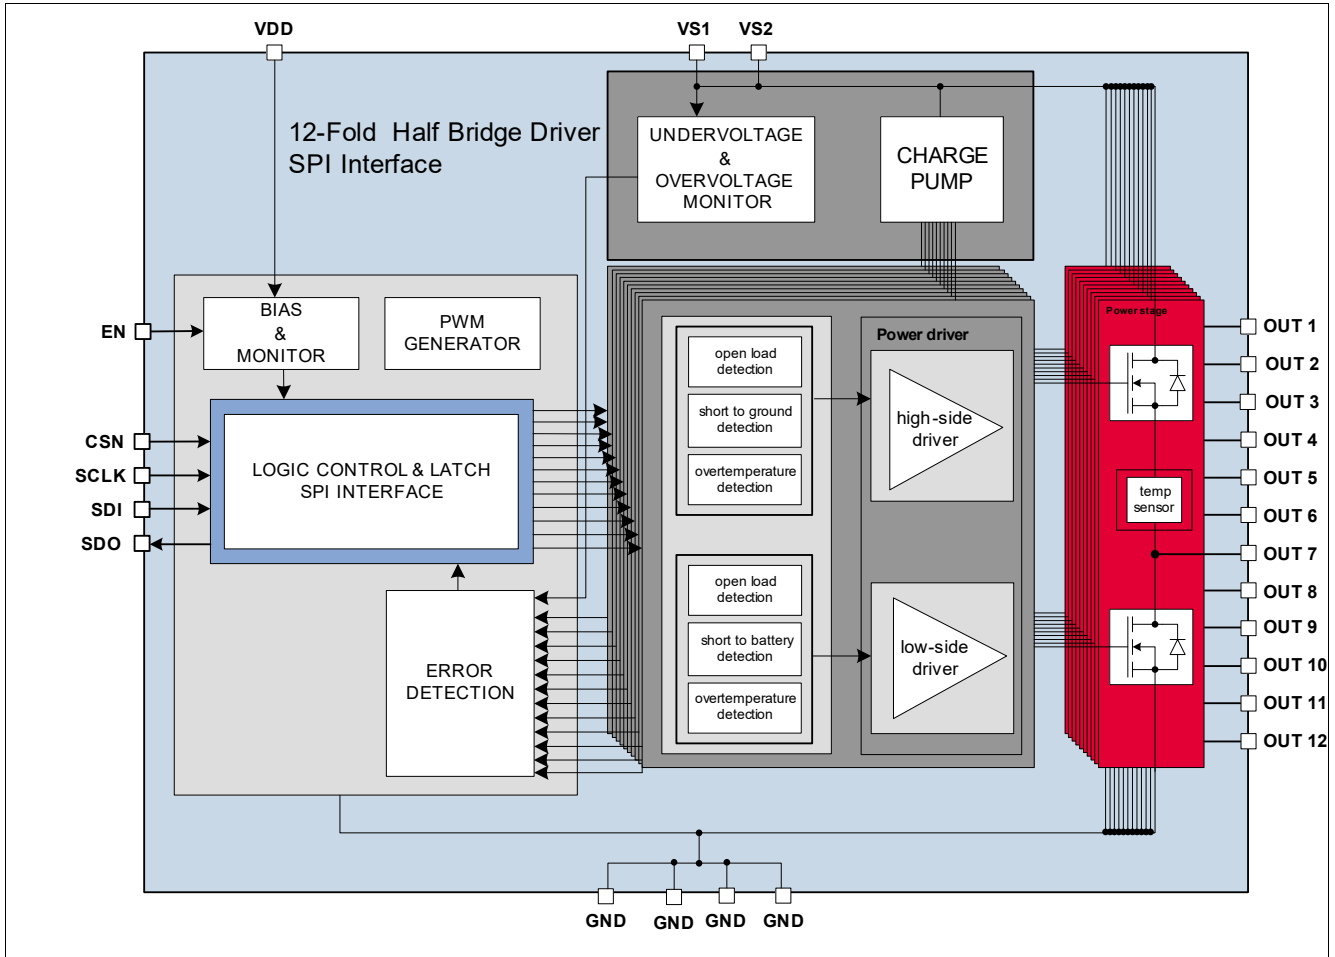 VDD
VS1
VS2
12-Fold Half Bridge Driver
SPI Interface
UNDERVOLTAGE
&
OVERVOLTAGE
MONITOR
CHARGE
PUMP
EN
BIAS
&
MONITOR
PWM
GENERATOR
CSN
SCLK
SDI
SDO
LOGIC CONTROL & LATCH
SPI INTERFACE
ERROR
DETECTION
open load
detection
short to ground
detection
overtemperature
detection
open load
detection
short to battery
detection
overtemperature
detection
Power driver
high-side
driver
low-side
driver
Power stage
temp
sensor
OUT 1
OUT 2
OUT 3
OUT 4
OUT 5
OUT 6
OUT 7
OUT 8
OUT 9
OUT 10
OUT 11
OUT 12
GND
GND
GND
GND